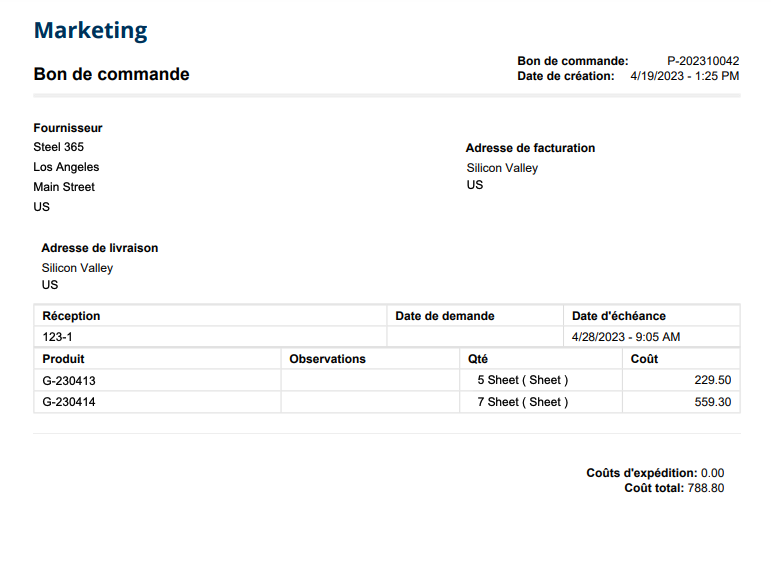 Marketing
Bon de commande
Bon de commande: P-202310042
Date de création: 4/19/2023 - 1:25 PM
Fournisseur
Steel 365
Los Angeles
Main Street
US
Adresse de facturation
Silicon Valley
US
Adresse de livraison
Silicon Valley
US
Réception Date de demande Date d'échéance
123-1 4/28/2023 - 9:05 AM
Produit Observations Qté Coût
G-230413 5 Sheet ( Sheet ) 229.50
G-230414 7 Sheet ( Sheet ) 559.30
Coûts d'expédition: 0.00
Coût total: 788.80